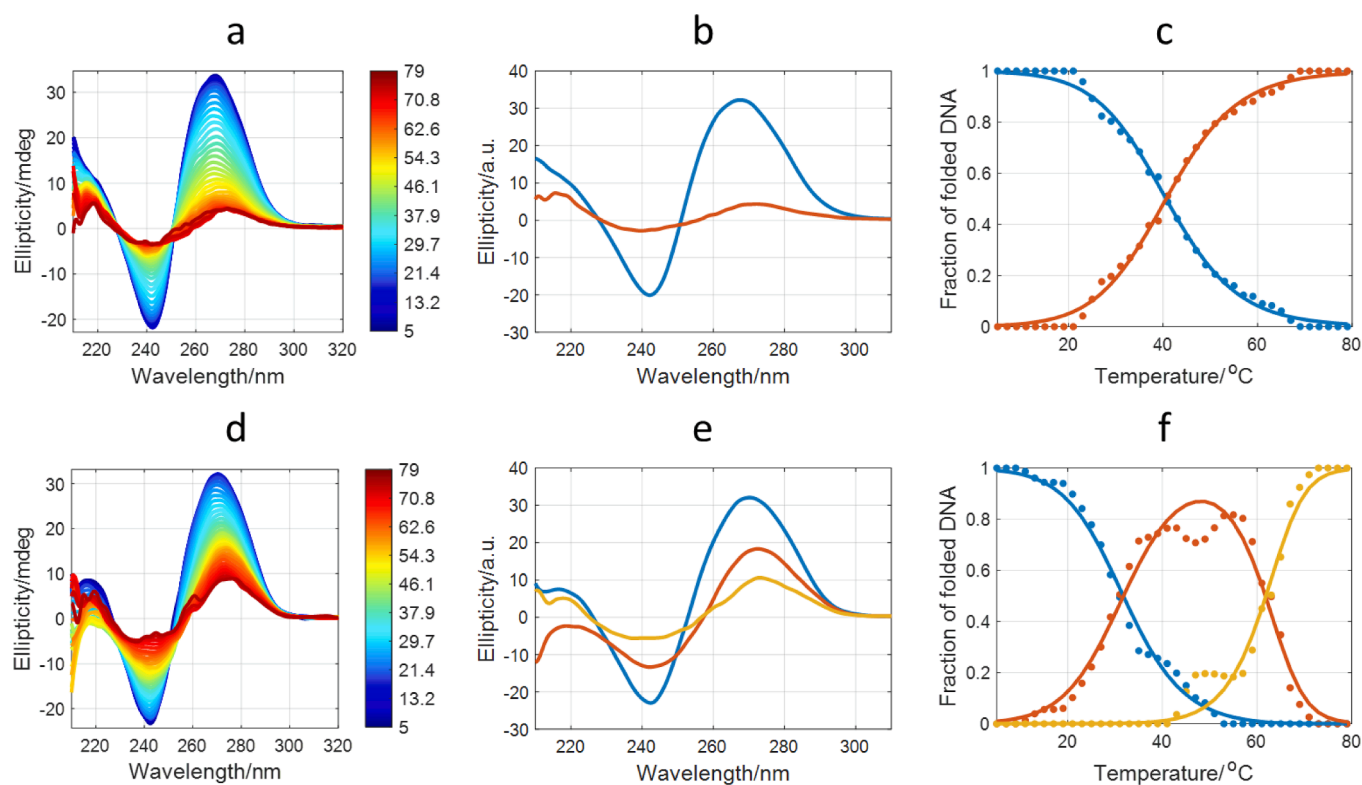 a
b
c
Ellipticity/mdeg
30
20
10
0
-10
-20
220 240 260 280 300 320
Wavelength/nm
79
70.8
62.6
54.3
46.1
37.9
29.7
21.4
13.2
5
Ellipticity/a.u.
40
30
20
10
0
-10
-20
-30
220 240 260 280 300
Wavelength/nm
Fraction of folded DNA
1
0.8
0.6
0.4
0.2
0
20 40 60 80
Temperature/ °C
d
e
f
Ellipticity/mdeg
30
20
10
0
-10
-20
220 240 260 280 300 320
Wavelength/nm
79
70.8
62.6
54.3
46.1
37.9
29.7
21.4
13.2
5
Ellipticity/a.u.
40
30
20
10
0
-10
-20
-30
220 240 260 280 300
Wavelength/nm
Fraction of folded DNA
1
0.8
0.6
0.4
0.2
0
20 40 60 80
Temperature/ °C